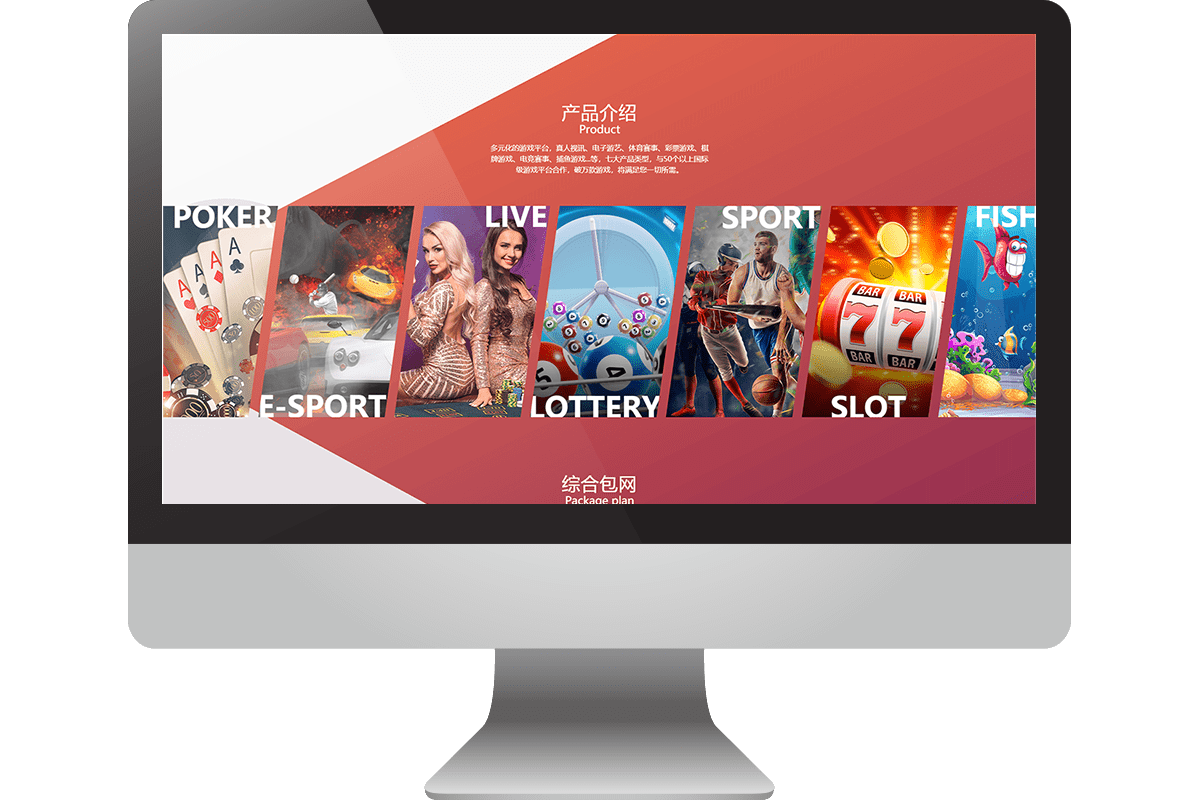 产品介绍
Product
多元化的游戏平台，真人视讯、电子游艺、体育赛事、彩票游戏、棋
牌游戏、电竞赛事、捕鱼游戏...等，七大产品类型，与50个以上国际
级游戏平台合作，破万款游戏，将满足您一切所需。
POKER
E-SPORT
LIVE
LOTTERY
SPORT
SLOT
FISH
A
A
A
A
5
4
BAR
BAR
7
7
BAR
BAR
综合包网
Package plan